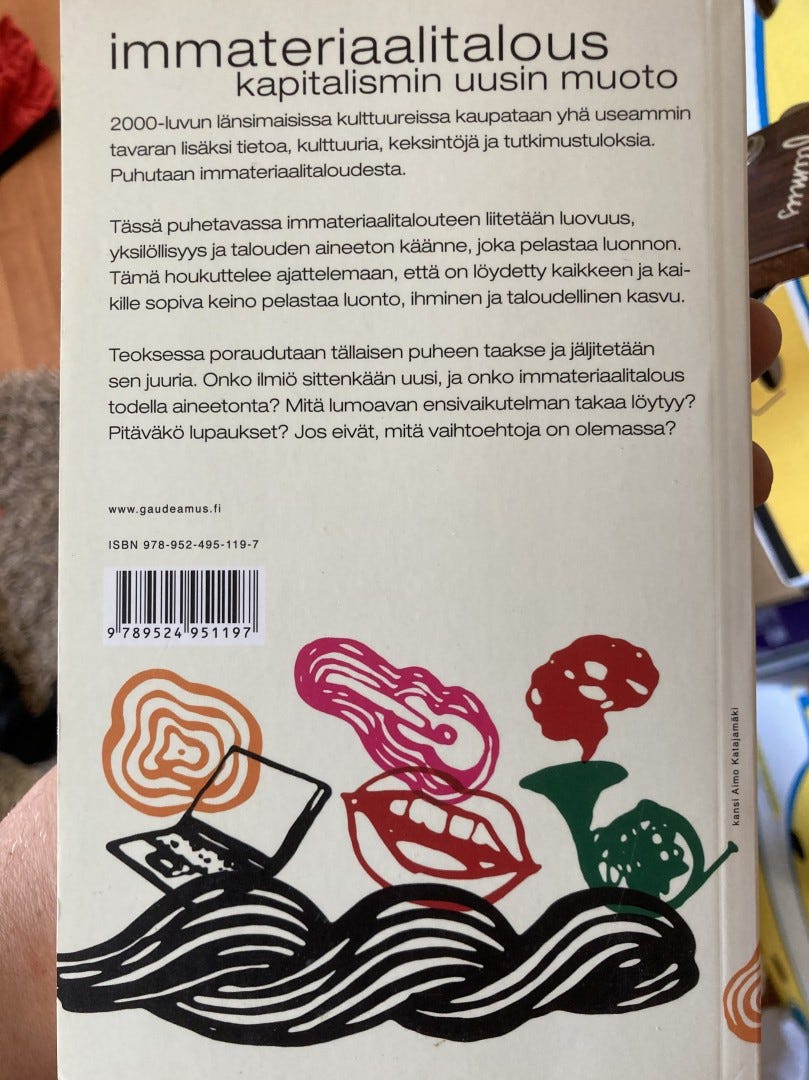 immateriaalitalous
kapitalismin uusin muoto
2000-luvun länsimaisissa kulttuureissa kaupataan yhä useammin
tavaran lisäksi tietoa, kulttuuria, keksintöjä ja tutkimustuloksia.
Puhutaan immateriaalitaloudesta.
Tässä puhetavassa immateriaalitalouteen liitetään luovuus,
yksilöllisyys ja talouden aineeton käänne, joka pelastaa luonnon.
Tämä houkuttelee ajattelemaan, että on löydetty kaikkeen ja kai-
kille sopiva keino pelastaa luonto, ihminen ja taloudellinen kasvu.
Teoksessa poraudutaan tällaisen puheen taakse ja jäljitetään
sen juuria. Onko ilmiö sittenkään uusi, ja onko immateriaalitalous
todella aineetonta? Mitä lumoavan ensivaikutelman takaa löytyy?
Pitäväkö lupaukset? Jos eivät, mitä vaihtoehtoja on olemassa?
www.gaudeamus.fi
ISBN 978-952-495-119-7
9 789524 951197
kansi Aimo Katajamäki